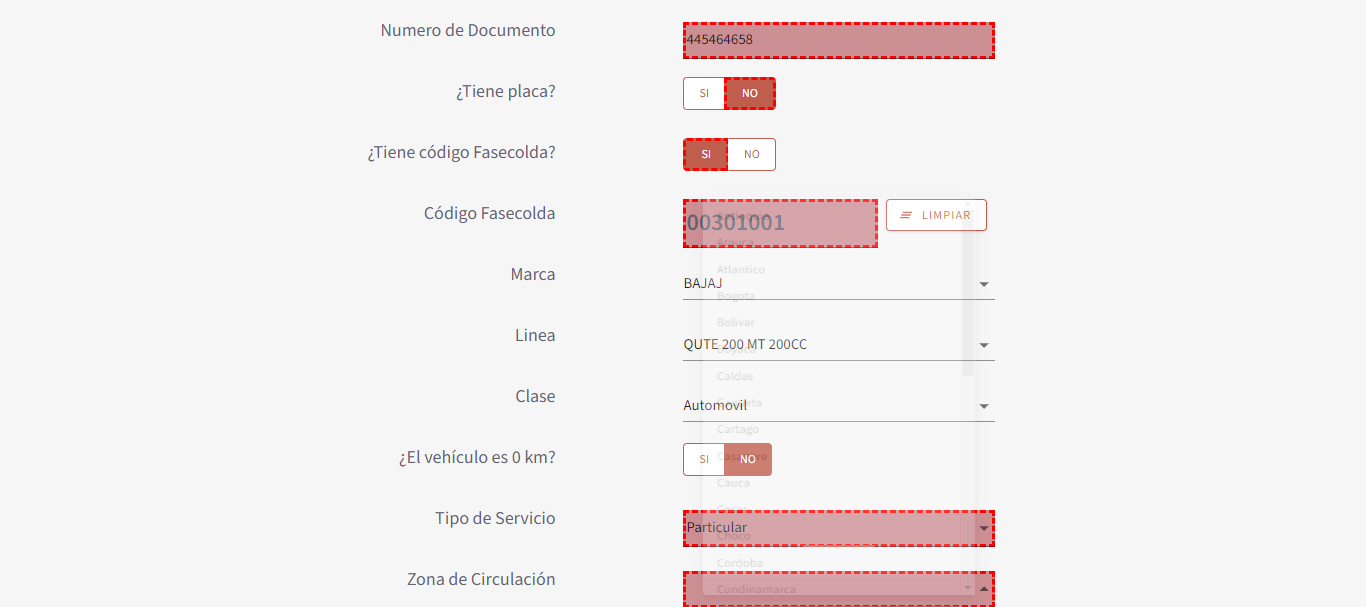 Numero de Documento
445464658
¿Tiene placa?
SI NO
¿Tiene código Fasecolda?
SI NO
Código Fasecolda
00301001
LIMPIAR
Arauca
Atlantico
Marca
BAJAJ
Bogota
Bolivar
Linea
QUTE 200 MT 200CC
Caldas
Clase
Automovil
Cartago
¿El vehículo es 0 km?
SI NO
Casanare
Cauca
Tipo de Servicio
Particular
Choco
Cordoba
Zona de Circulación
Cundinamarca